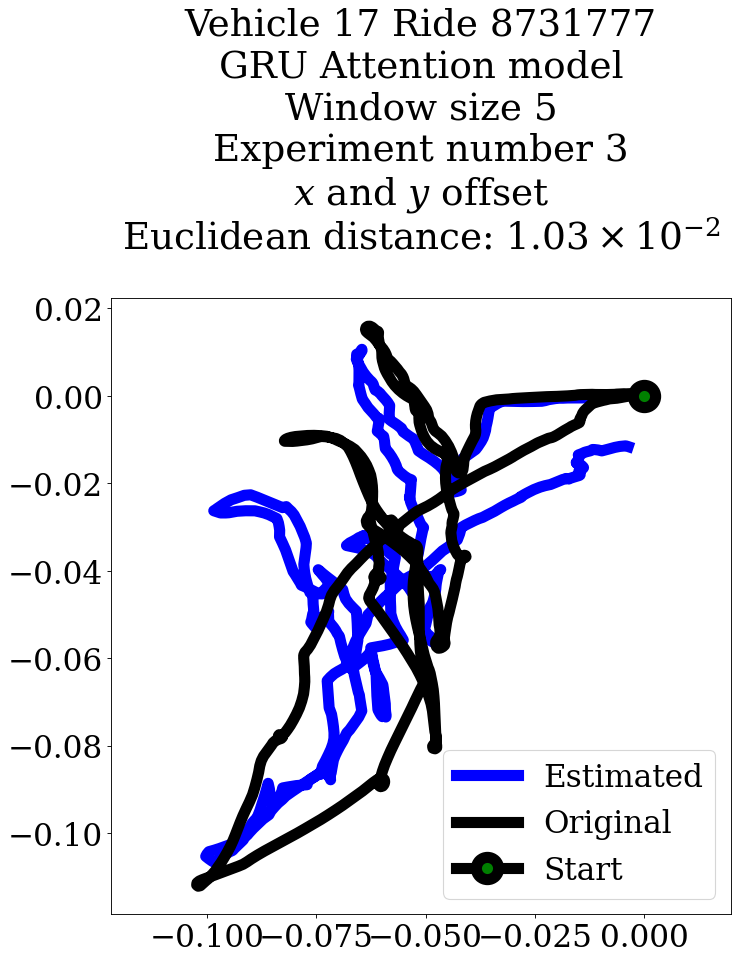 Vehicle 17 Ride 8731777
GRU Attention model
Window size 5
Experiment number 3
x and y offset
Euclidean distance: 1.03 × 10⁻²
0.02
0.00
−0.02
−0.04
−0.06
−0.08
−0.10
Estimated
Original
Start
−0.100 −0.075 −0.050 −0.025 0.000